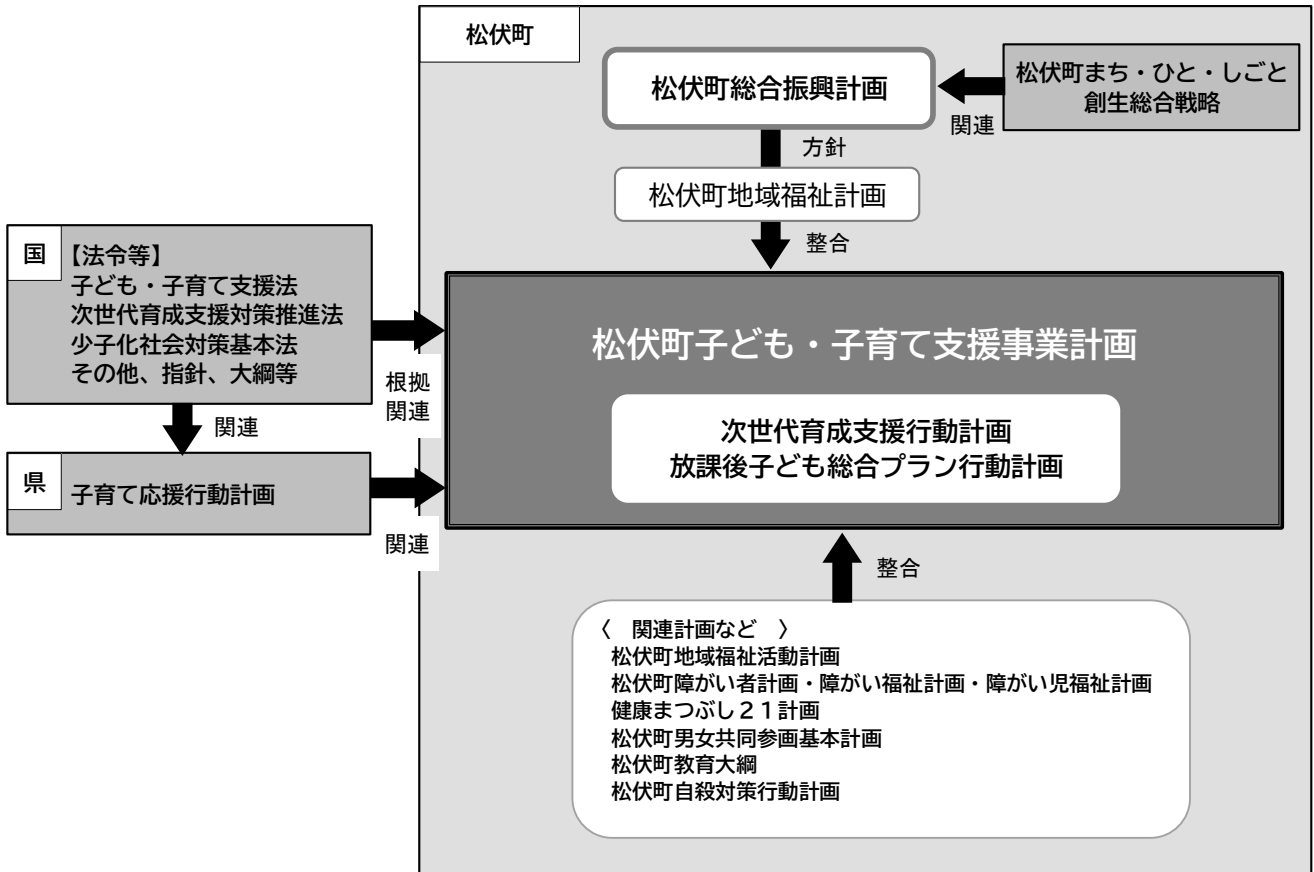 松伏町
松伏町総合振興計画
松伏町まち・ひと・しごと
創生総合戦略
関連
方針
松伏町地域福祉計画
整合
国
【法令等】
子ども・子育て支援法
次世代育成支援対策推進法
少子化社会対策基本法
その他、指針、大綱等
根拠
関連
関連
県
子育て応援行動計画
関連
松伏町子ども・子育て支援事業計画
次世代育成支援行動計画
放課後子ども総合プラン行動計画
整合
〈　関連計画など　〉
松伏町地域福祉活動計画
松伏町障がい者計画・障がい福祉計画・障がい児福祉計画
健康まつぶし２１計画
松伏町男女共同参画基本計画
松伏町教育大綱
松伏町自殺対策行動計画